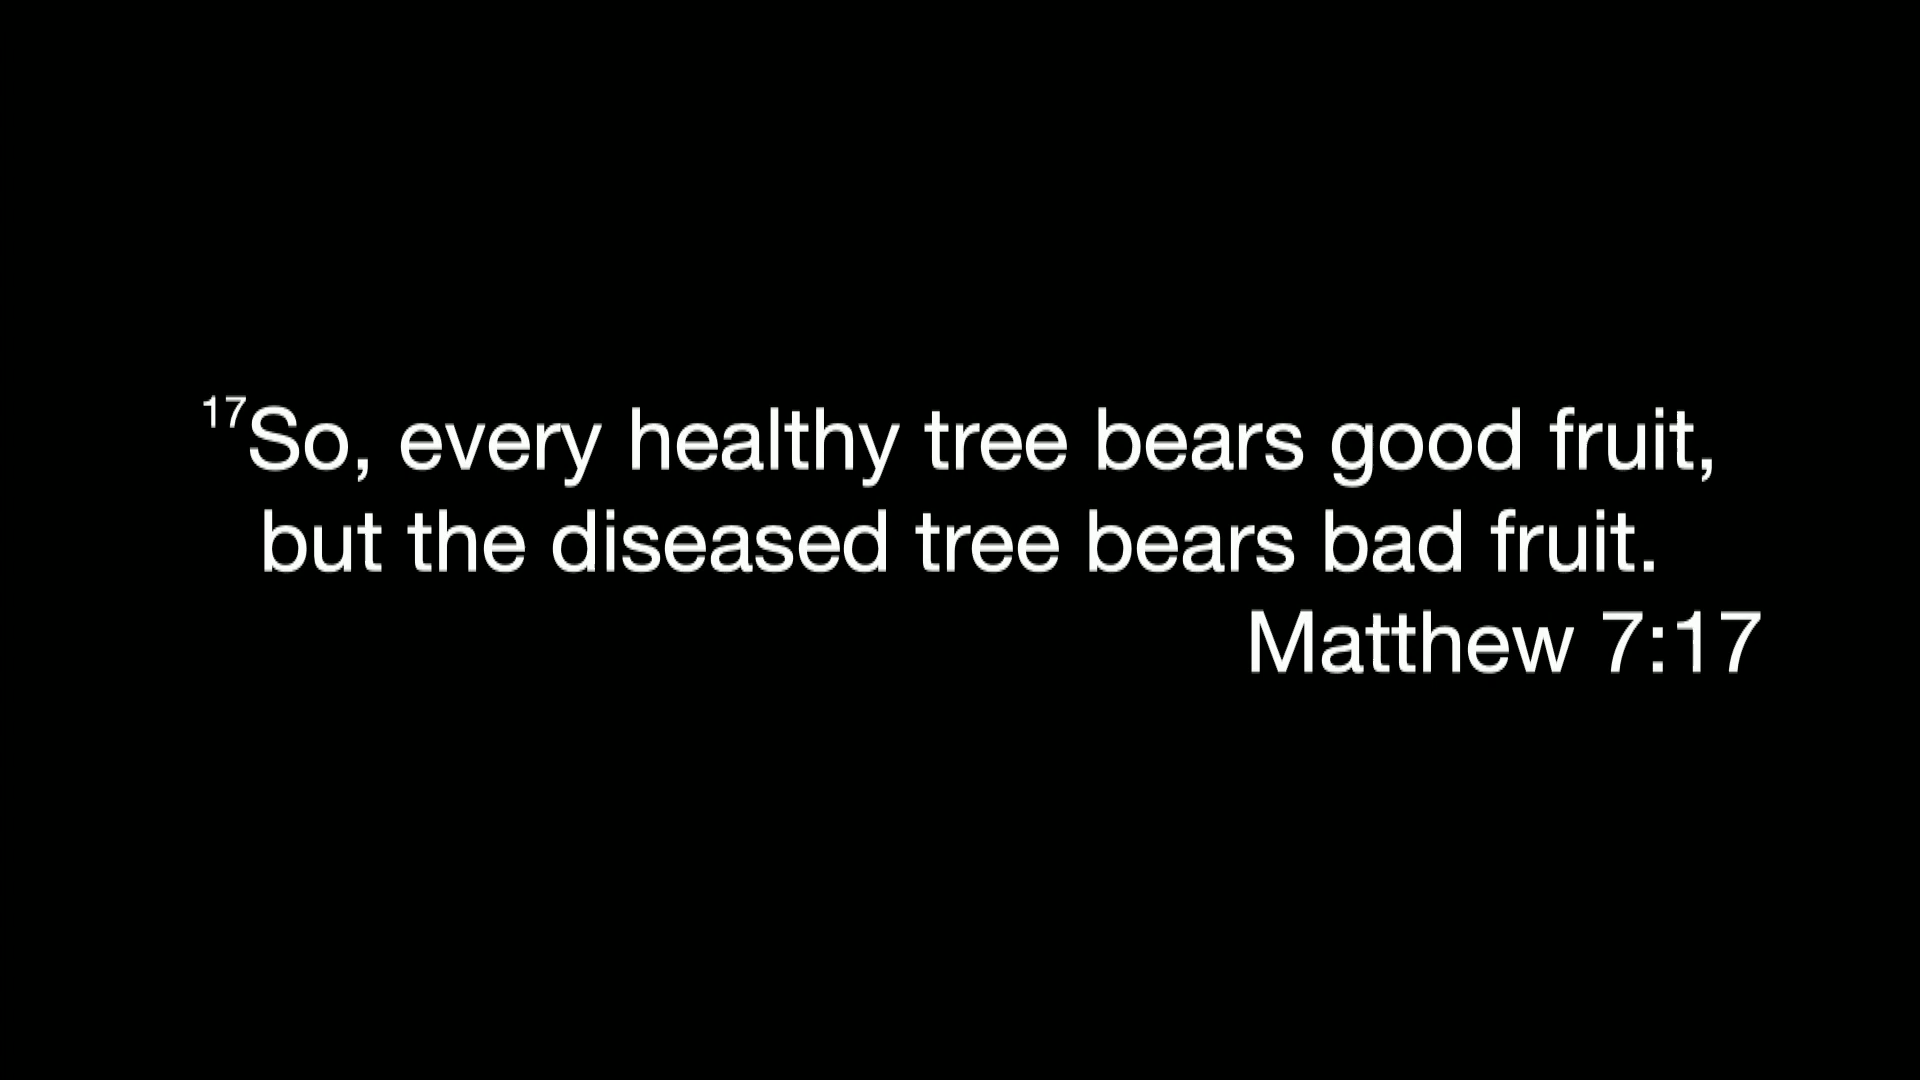 17So, every healthy tree bears good fruit,
but the diseased tree bears bad fruit.
Matthew 7:17